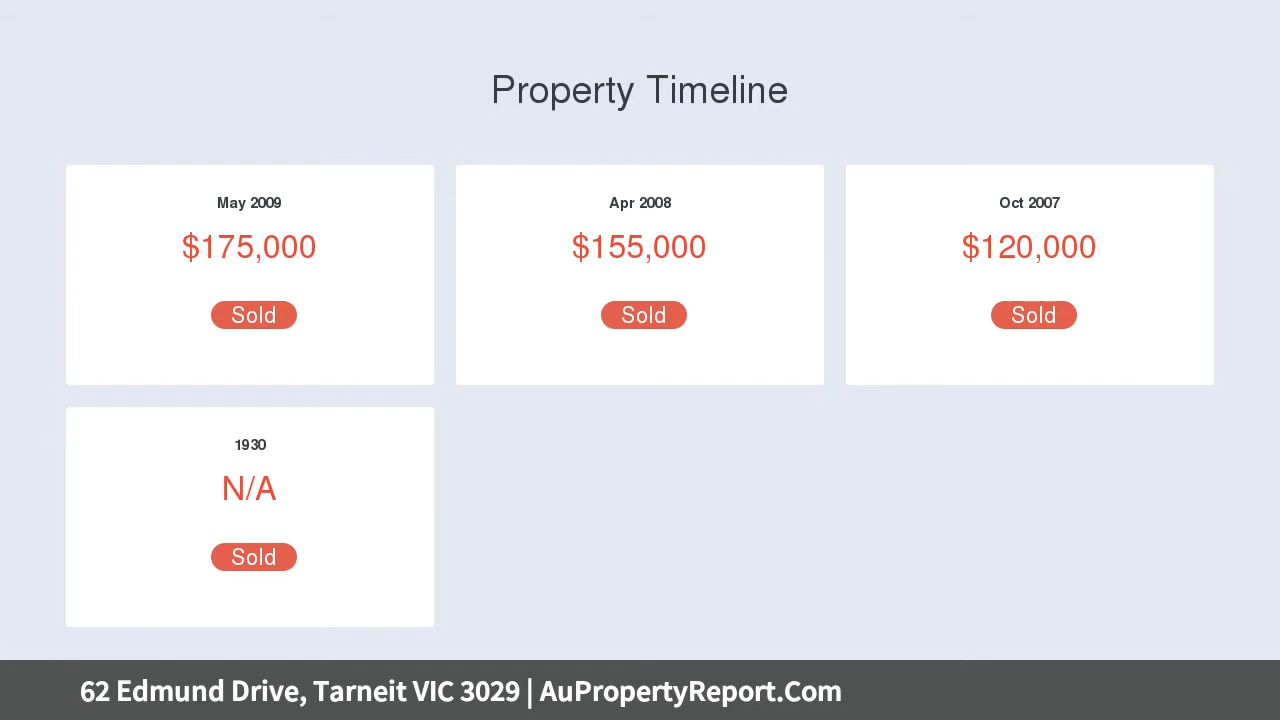 Property Timeline
May 2009
$175,000
Sold
Apr 2008
$155,000
Sold
Oct 2007
$120,000
Sold
1930
N/A
Sold
62 Edmund Drive, Tarneit VIC 3029 | AuPropertyReport.Com